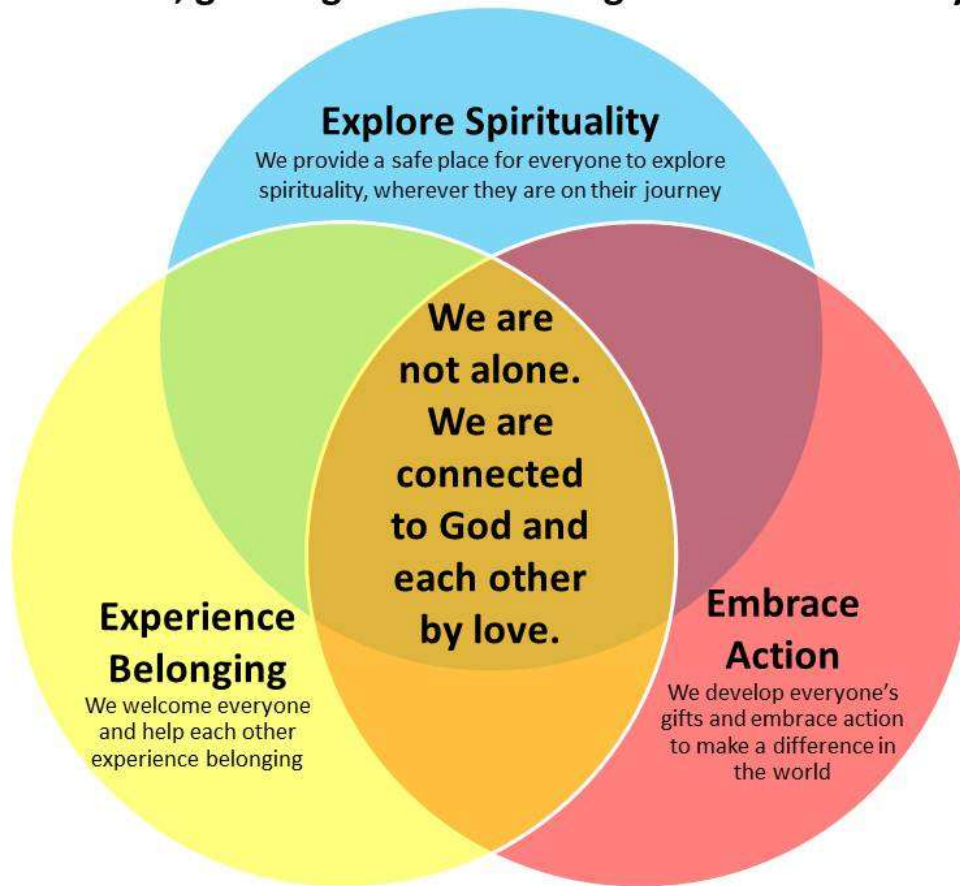 Explore Spirituality
We provide a safe place for everyone to explore
spirituality, wherever they are on their journey
We are
not alone.
We are
connected
to God and
each other
by love.
Experience
Belonging
We welcome everyone
and help each other
experience belonging
Embrace
Action
We develop everyone’s
gifts and embrace action
to make a difference in
the world